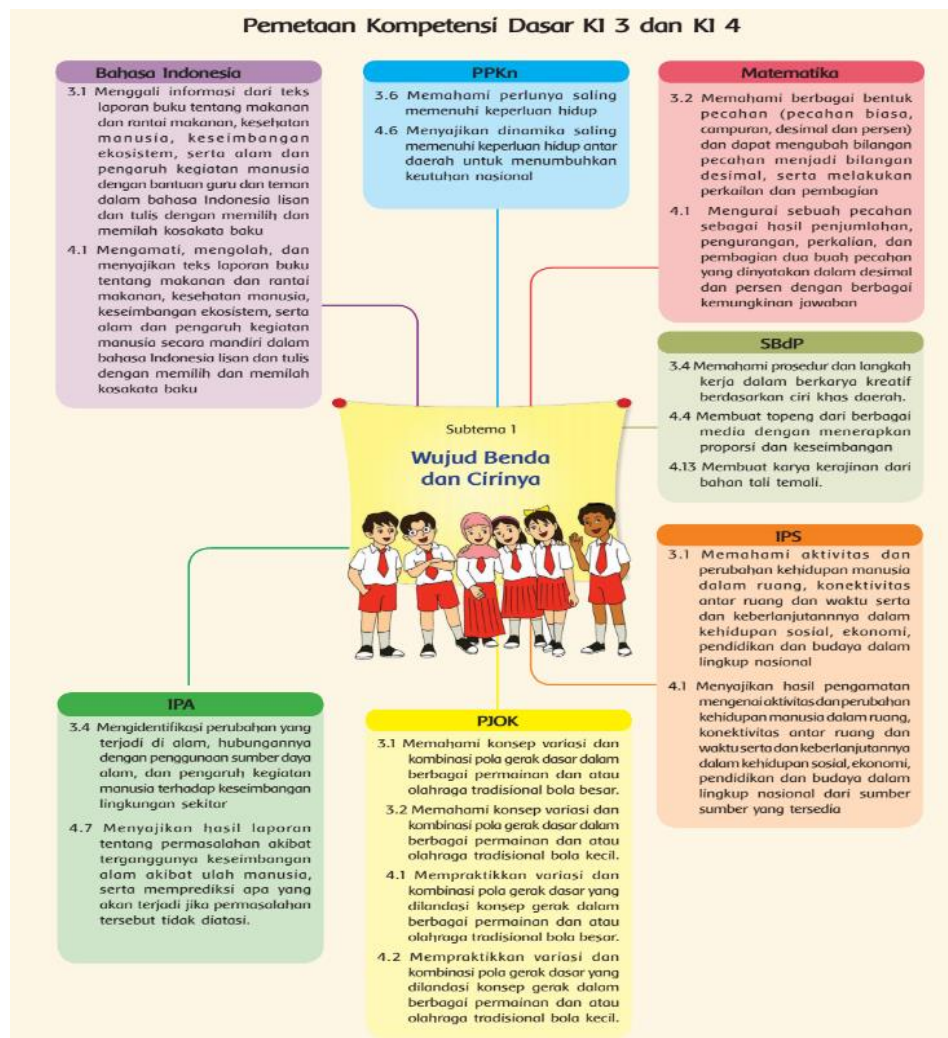 Pemetaan Kompetensi Dasar KI 3 dan KI 4
Bahasa Indonesia
3.1 Menggali informasi dari teks
laporan buku tentang makanan
dan rantai makanan, kesehatan
manusia, keseimbangan
ekosistem, serta alam dan
pengaruh kegiatan manusia
dengan bantuan guru dan teman
dalam bahasa Indonesia lisan
dan tulis dengan memilih dan
memilah kosakata baku
4.1 Mengamati, mengolah, dan
menyajikan teks laporan buku
tentang makanan dan rantai
makanan, kesehatan manusia,
keseimbangan ekosistem, serta
alam dan pengaruh kegiatan
manusia secara mandiri dalam
bahasa Indonesia lisan dan tulis
dengan memilih dan memilah
kosakata baku
PPKn
3.6 Memahami perlunya saling
memenuhi keperluan hidup
4.6 Menyajikan dinamika saling
memenuhi keperluan hidup antar
daerah untuk menumbuhkan
keutuhan nasional
Matematika
3.2 Memahami berbagai bentuk
pecahan (pecahan biasa,
campuran, desimal dan persen)
dan dapat mengubah bilangan
pecahan menjadi bilangan
desimal, serta melakukan
perkailan dan pembagian
4.1 Mengurai sebuah pecahan
sebagai hasil penjumlahan,
pengurangan, perkalian, dan
pembagian dua buah pecahan
yang dinyatakan dalam desimal
dan persen dengan berbagai
kemungkinan jawaban
SBdP
3.4 Memahami prosedur dan langkah
kerja dalam berkarya kreatif
berdasarkan ciri khas daerah.
4.4 Membuat topeng dari berbagai
media dengan menerapkan
proporsi dan keseimbangan
4.13 Membuat karya kerajinan dari
bahan tali temali.
Subtema 1
Wujud Benda
dan Cirinya
IPS
3.1 Memahami aktivitas dan
perubahan kehidupan manusia
dalam ruang, konektivitas
antar ruang dan waktu serta
dan keberlanjutannnya dalam
kehidupan sosial, ekonomi,
pendidikan dan budaya dalam
lingkup nasional
4.1 Menyajikan hasil pengamatan
mengenai aktivitas dan perubahan
kehidupan manusia dalam ruang,
konektivitas antar ruang dan
waktu serta dan keberlanjutannya
dalam kehidupan sosial, ekonomi,
pendidikan dan budaya dalam
lingkup nasional dari sumber
sumber yang tersedia
IPA
3.4 Mengidentifikasi perubahan yang
terjadi di alam, hubungannya
dengan penggunaan sumber daya
alam, dan pengaruh kegiatan
manusia terhadap keseimbangan
lingkungan sekitar
4.7 Menyajikan hasil laporan
tentang permasalahan akibat
terganggunya keseimbangan
alam akibat ulah manusia,
serta memprediksi apa yang
akan terjadi jika permasalahan
tersebut tidak diatasi.
PJOK
3.1 Memahami konsep variasi dan
kombinasi pola gerak dasar dalam
berbagai permainan dan atau
olahraga tradisional bola besar.
3.2 Memahami konsep variasi dan
kombinasi pola gerak dasar dalam
berbagai permainan dan atau
olahraga tradisional bola kecil.
4.1 Mempraktikkan variasi dan
kombinasi pola gerak dasar yang
dilandasi konsep gerak dalam
berbagai permainan dan atau
olahraga tradisional bola besar.
4.2 Mempraktikkan variasi dan
kombinasi pola gerak dasar yang
dilandasi konsep gerak dalam
berbagai permainan dan atau
olahraga tradisional bola kecil.